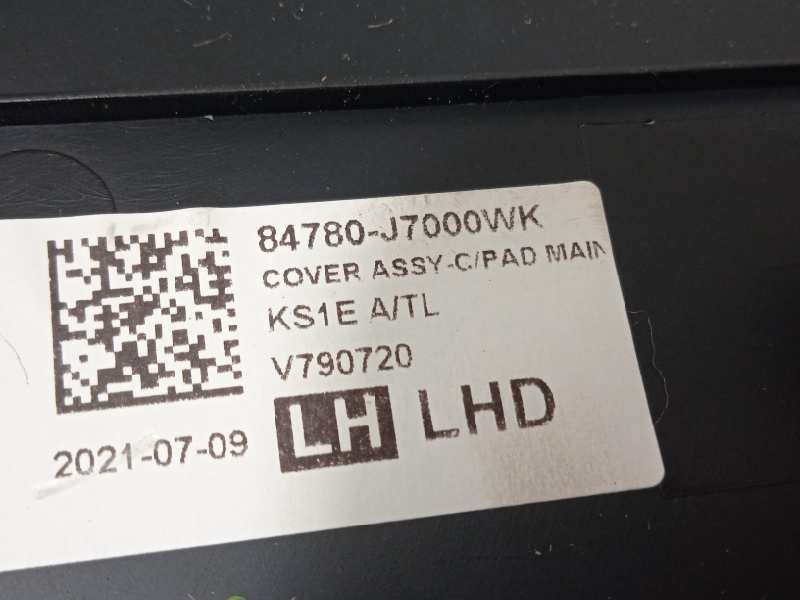 84780-J7000WK
COVER ASSY-C/PAD MAIN
KS1E A/TL
V790720
LH LHD
2021-07-09